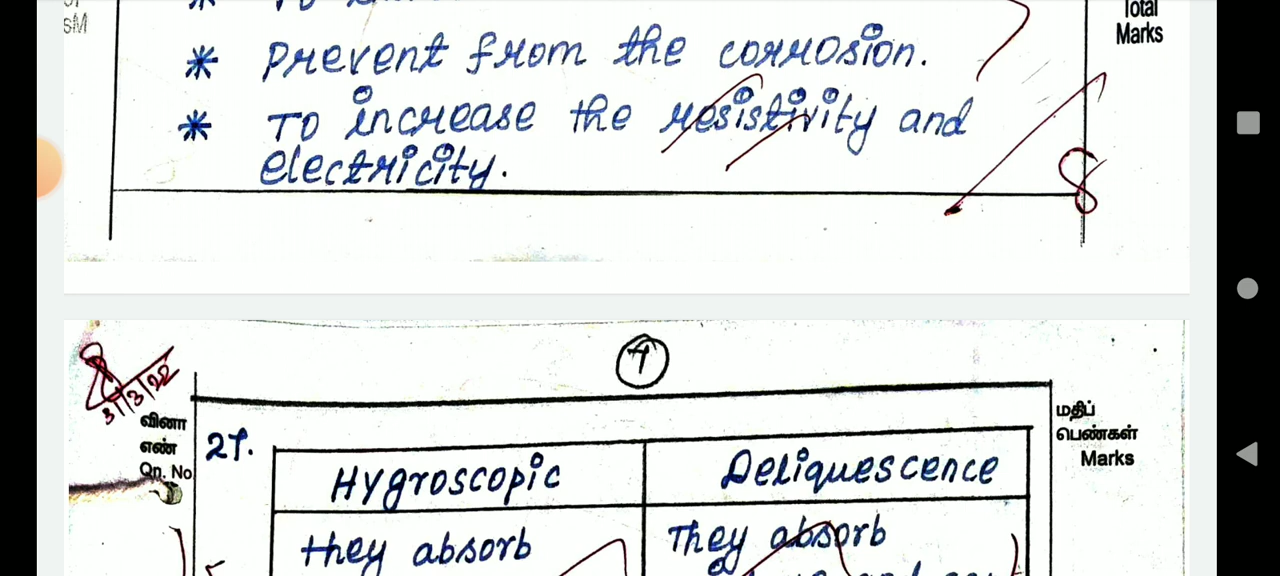 sM
Total
Marks
* Prevent from the corrosion.
* To increase the resistivity and
electricity.
8
7
31/3/22
வினா
எண்
Qn. No
மதிப்
பெண்கள்
Marks
27.
Hygroscopic Deliquescence
they absorb They absorb